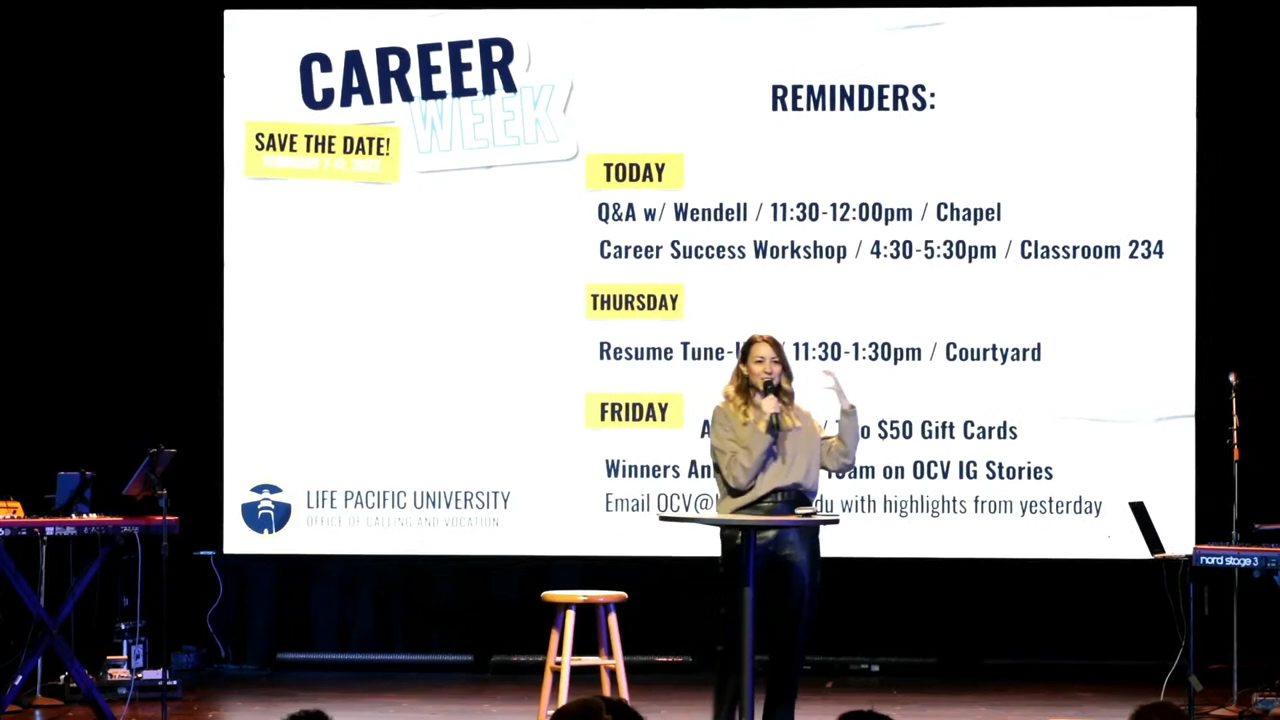 CAREER
WEEK
SAVE THE DATE!
REMINDERS:
TODAY
Q&A w/ Wendell / 11:30-12:00pm / Chapel
Career Success Workshop / 4:30-5:30pm / Classroom 234
THURSDAY
Resume Tune- / 11:30-1:30pm / Courtyard
FRIDAY
/ $50 Gift Cards
Winners on OCV IG Stories
Email OCV@ with highlights from yesterday
LIFE PACIFIC UNIVERSITY
OFFICE OF CALLING AND VOCATION
nord stage 3